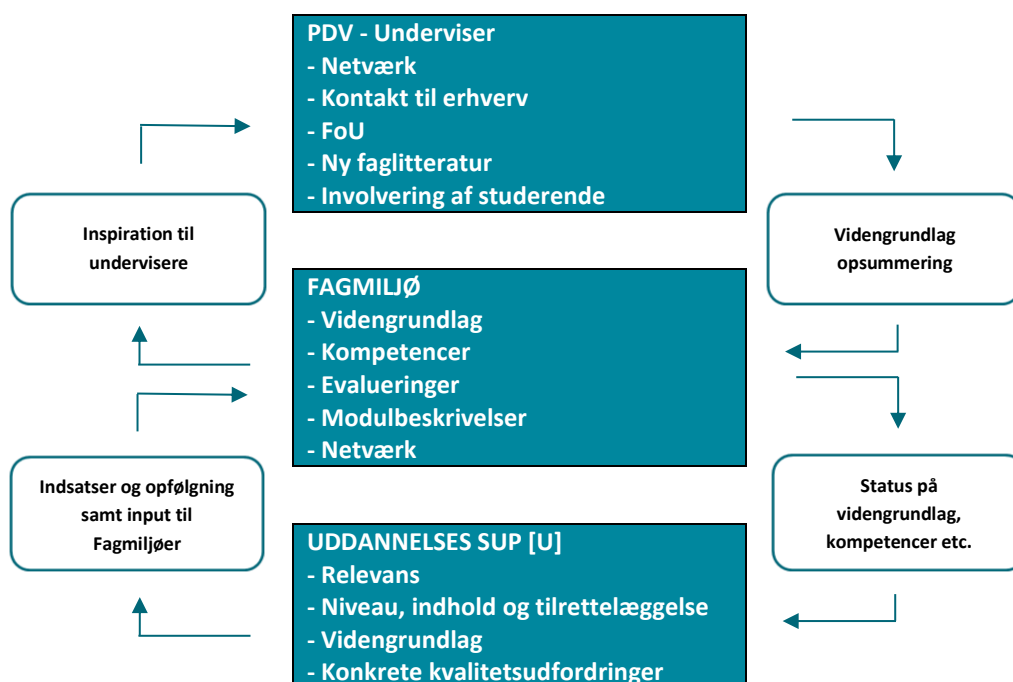 PDV - Underviser
- Netværk
- Kontakt til erhverv
- FoU
- Ny faglitteratur
- Involvering af studerende
Inspiration til
undervisere
Videngrundlag
opsummering
FAGMILJØ
- Videngrundlag
- Kompetencer
- Evalueringer
- Modulbeskrivelser
- Netværk
Indsatser og opfølgning
samt input til
Fagmiljøer
Status på
videngrundlag,
kompetencer etc.
UDDANNELSES SUP [U]
- Relevans
- Niveau, indhold og tilrettelæggelse
- Videngrundlag
- Konkrete kvalitetsudfordringer